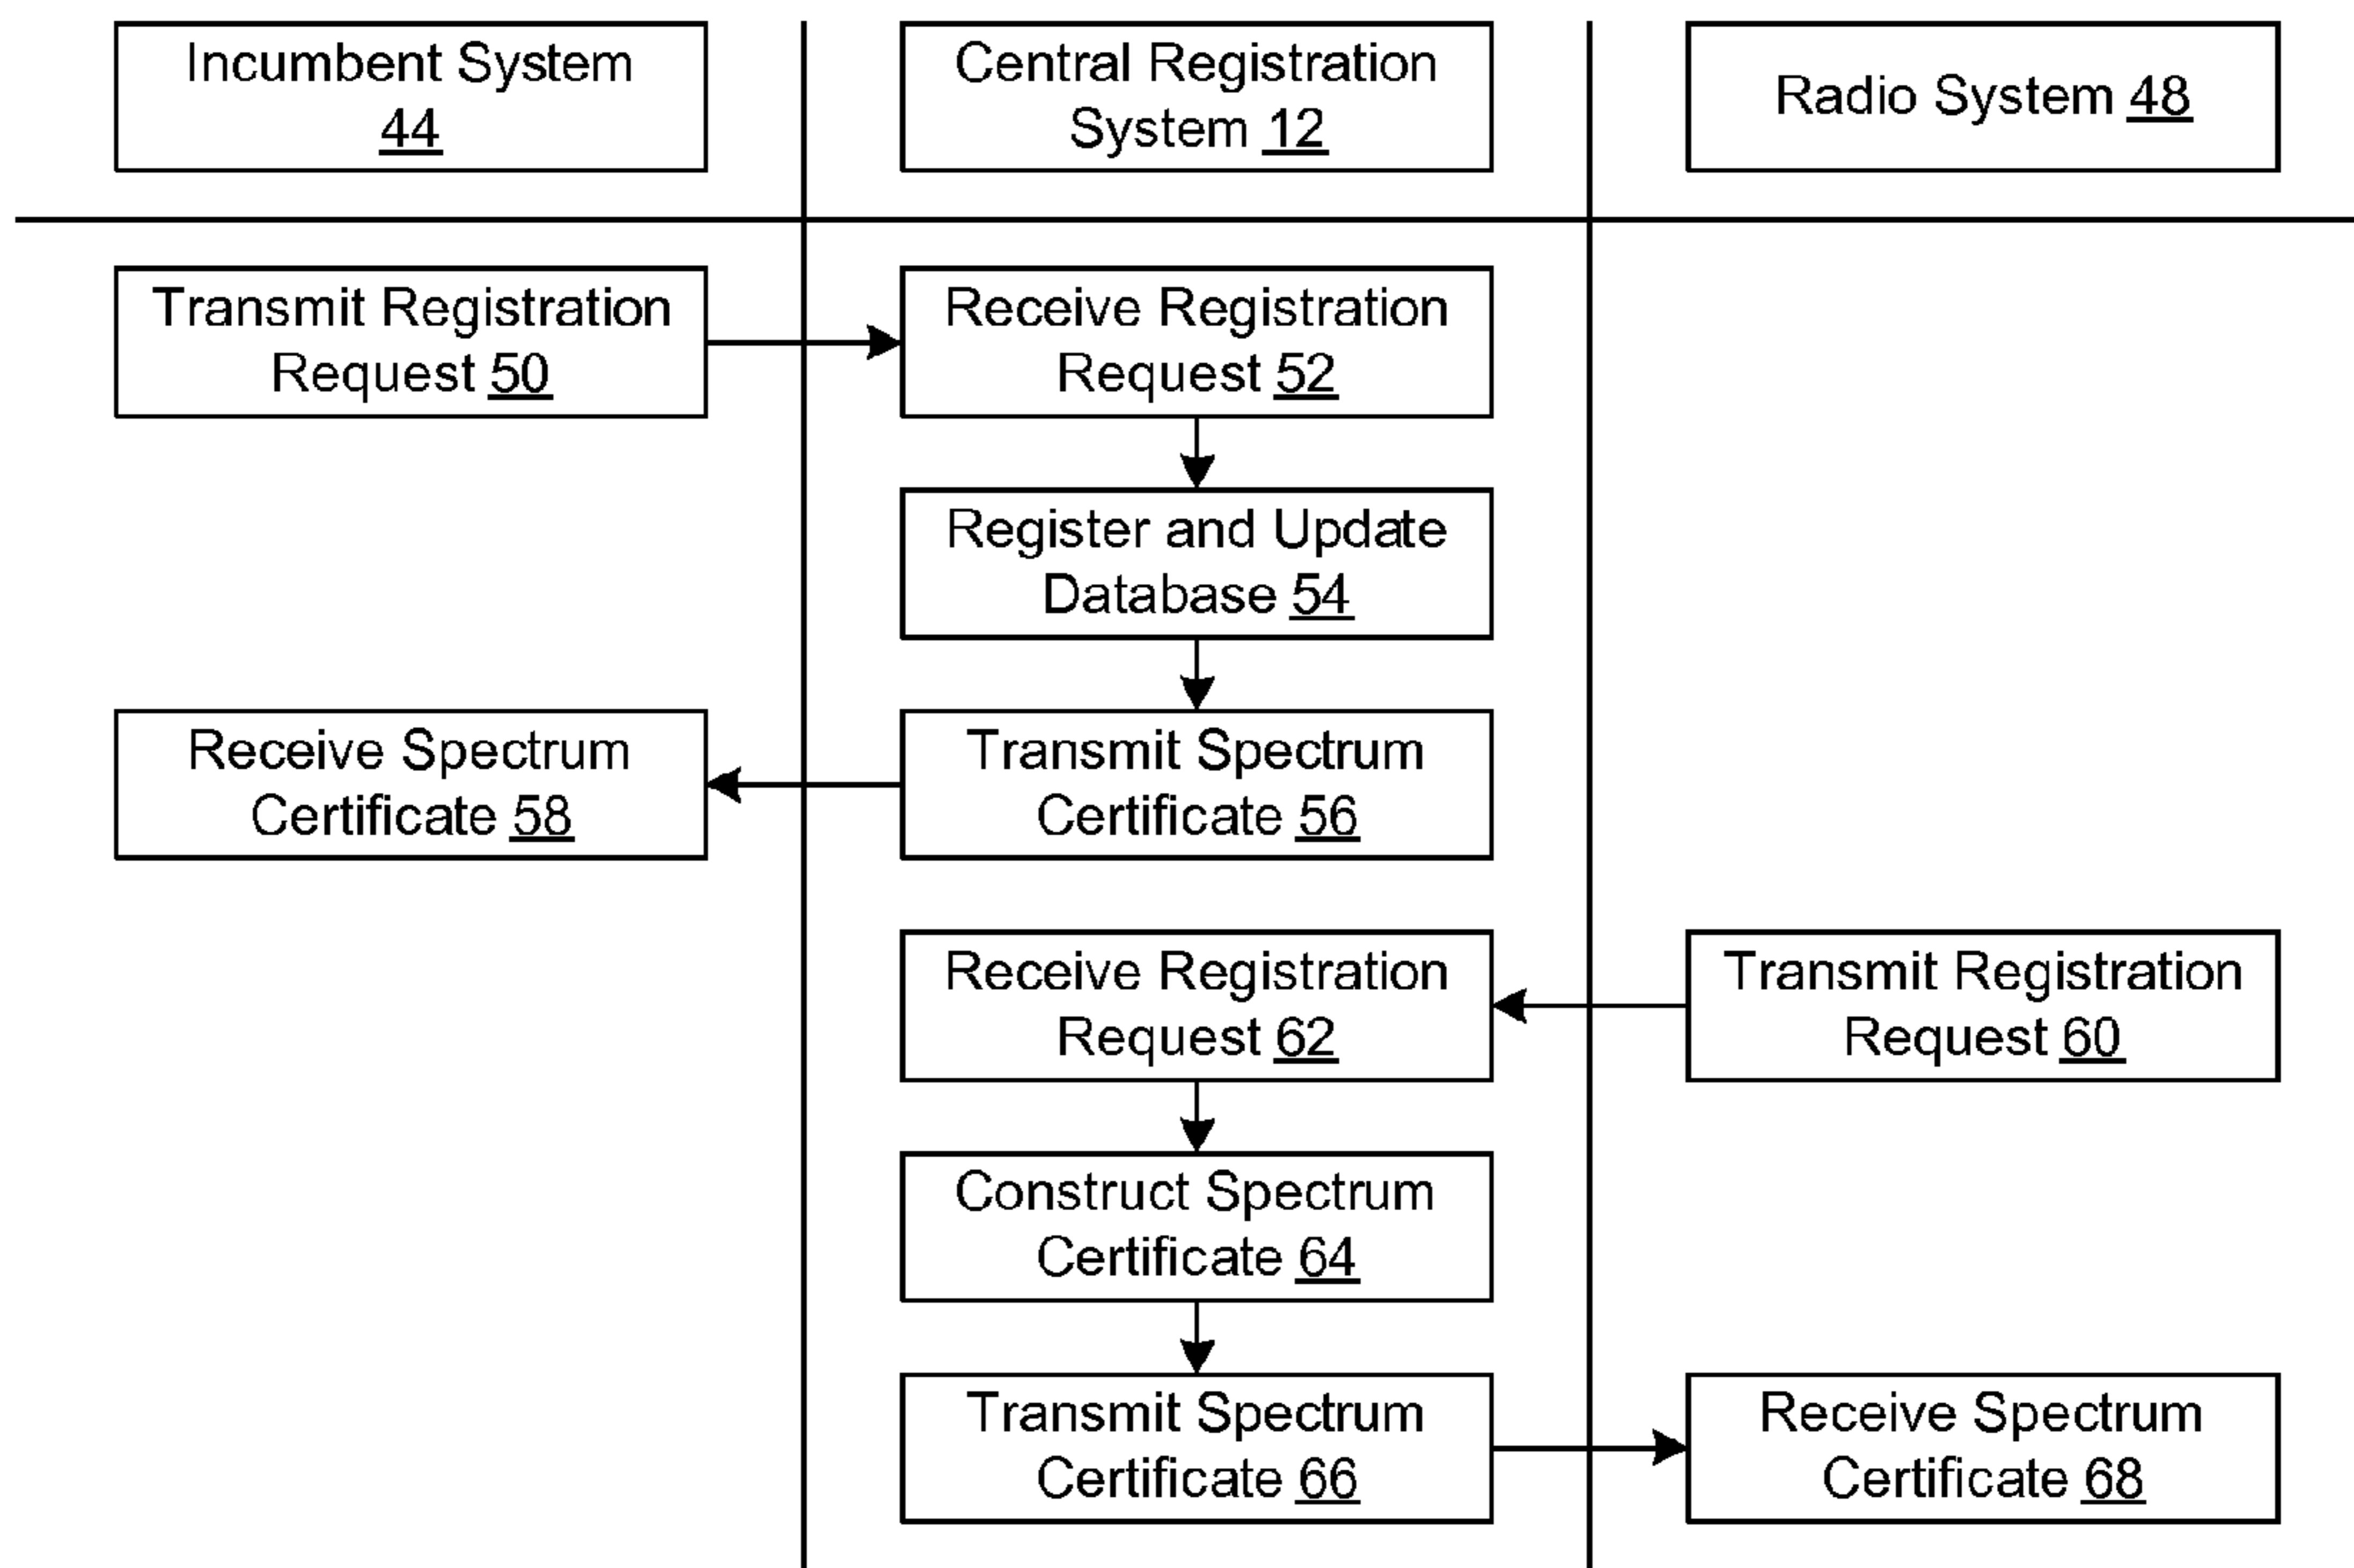 Incumbent System
44
Central Registration
System 12
Radio System 48
Transmit Registration
Request 50
Receive Registration
Request 52
Register and Update
Database 54
Receive Spectrum
Certificate 58
Transmit Spectrum
Certificate 56
Receive Registration
Request 62
Transmit Registration
Request 60
Construct Spectrum
Certificate 64
Transmit Spectrum
Certificate 66
Receive Spectrum
Certificate 68